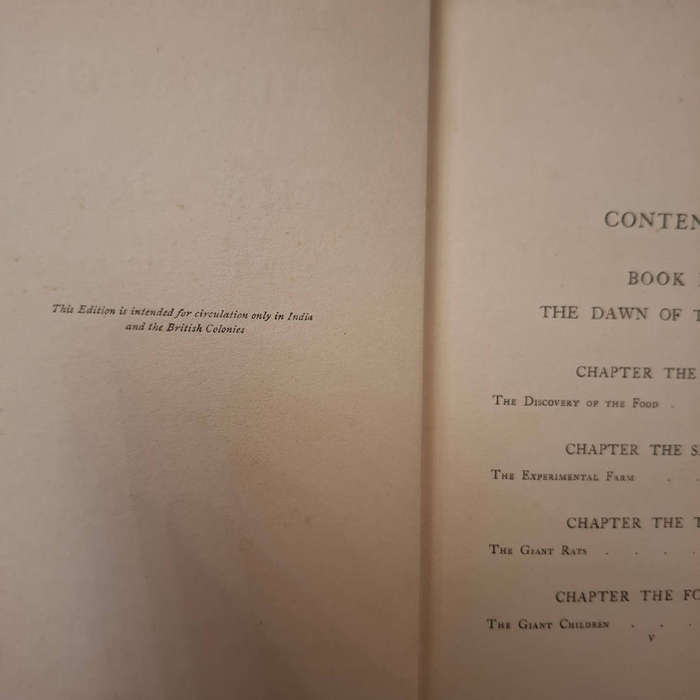 This Edition is intended for circulation only in India
and the British Colonies
CONTEN
BOOK
THE DAWN OF T
CHAPTER THE
The Discovery of the Food .
CHAPTER THE S
The Experimental Farm . .
CHAPTER THE T
The Giant Rats . . . .
CHAPTER THE FO
The Giant Children . . .
v